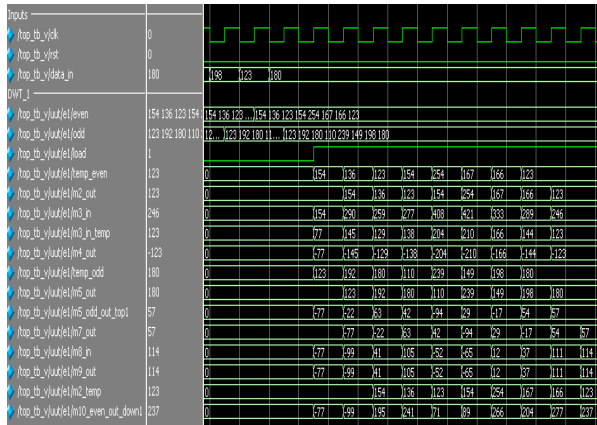 Inputs
/top_tb_v/clk 0
/top_tb_v/rst 0
/top_tb_v/data_in 180 198 123 180
DWT_1
/top_tb_v/uut/e1/even 154 136 123 154 154 136 123 ... 154 136 123 154 254 167 166 123
/top_tb_v/uut/e1/odd 123 192 180 110 12... 123 192 180 11... 123 192 180 110 239 149 198 180
/top_tb_v/uut/e1/load 1
/top_tb_v/uut/e1/temp_even 123 0 154 136 123 154 254 167 166 123
/top_tb_v/uut/e1/m2_out 123 0 154 136 123 154 254 167 166 123
/top_tb_v/uut/e1/m3_in 246 0 154 290 259 277 408 421 333 289 246
/top_tb_v/uut/e1/m3_in_temp 123 0 77 145 129 138 204 210 166 144 123
/top_tb_v/uut/e1/m4_out -123 0 -77 -145 -129 -138 -204 -210 -166 -144 -123
/top_tb_v/uut/e1/temp_odd 180 0 123 192 180 110 239 149 198 180
/top_tb_v/uut/e1/m5_out 180 0 123 192 180 110 239 149 198 180
/top_tb_v/uut/e1/m5_odd_out_top1 57 0 -77 -22 63 42 -94 29 -17 54 57
/top_tb_v/uut/e1/m7_out 57 0 -77 -22 63 42 -94 29 -17 54 57
/top_tb_v/uut/e1/m8_in 114 0 -77 -99 41 105 -52 -65 12 37 111 114
/top_tb_v/uut/e1/m9_out 114 0 -77 -99 41 105 -52 -65 12 37 111 114
/top_tb_v/uut/e1/m2_temp 123 0 154 136 123 154 254 167 166 123
/top_tb_v/uut/e1/m10_even_out_down1 237 0 -77 -99 195 241 71 89 266 204 277 237